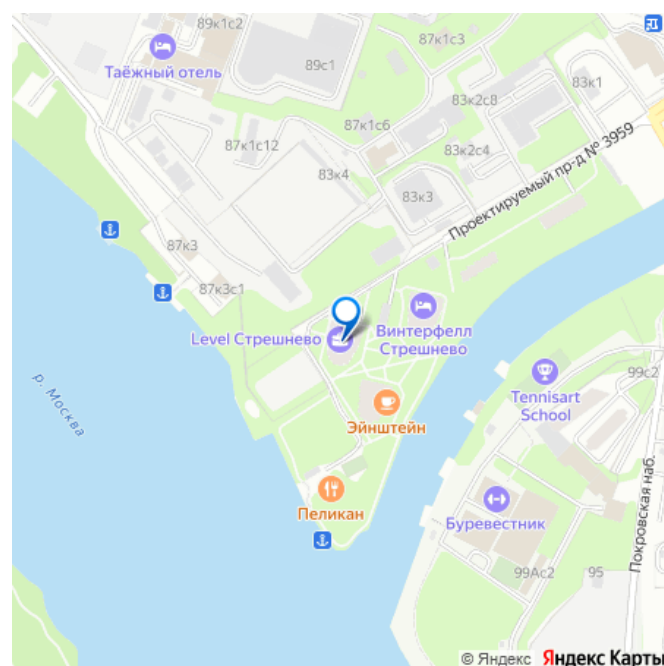 89к1с2
Таёжный отель
89с1
87к1с3
83к2с8
83к1
87к1с6
87к1с12
83к2с4
83к4
83к3
Проектируемый пр-д № 3959
87к3
87к3с1
Level Стрешнево
Винтерфелл
Стрешнево
р. Москва
99с2
Tennisart
School
Эйнштейн
Пеликан
Буревестник
Покровская наб.
99Ас2
95
© Яндекс Яндекс Карты